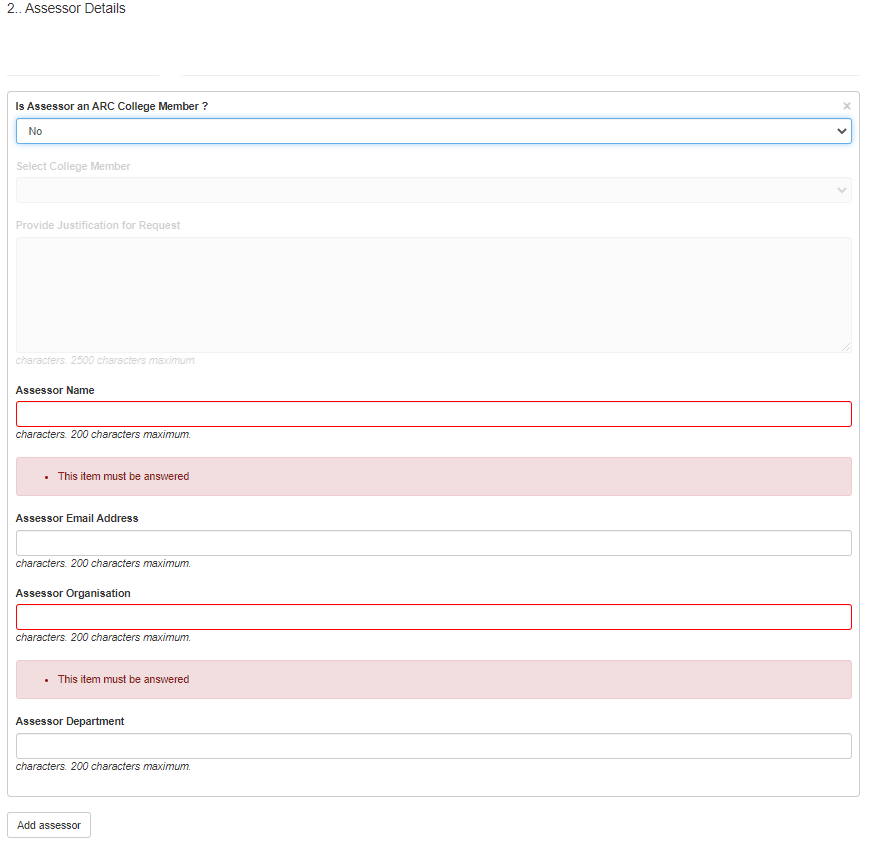 2.. Assessor Details
Is Assessor an ARC College Member ?
×
No
Select College Member
Provide Justification for Request
characters. 2500 characters maximum.
Assessor Name
characters. 200 characters maximum.
• This item must be answered
Assessor Email Address
characters. 200 characters maximum.
Assessor Organisation
characters. 200 characters maximum.
• This item must be answered
Assessor Department
characters. 200 characters maximum.
Add assessor